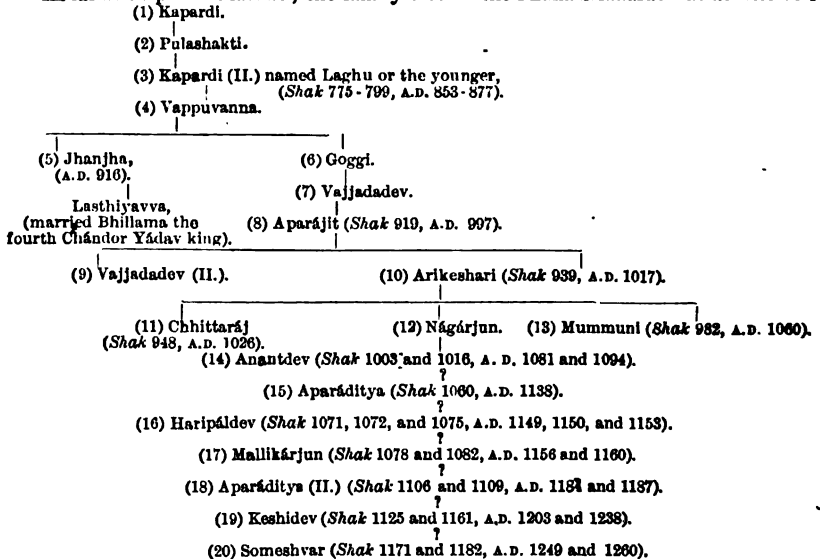 (1) Kapardi.
(2) Pulashakti.
(3) Kapardi (II.) named Laghu or the younger,
(Shak 775-799, A.D. 853-877).
(4) Vappuvanna.
(5) Jhanjha, (6) Goggi.
(A.D. 916).
(7) Vajjadadev.
Lasthiyavva,
(married Bhillama the (8) Aparájit (Shak 919, A.D. 997).
fourth Chándor Yádav king).
(9) Vajjadadev (II.). (10) Arikeshari (Shak 939, A.D. 1017).
(11) Chhittaráj (12) Nágárjun. (13) Mummuni (Shak 982, A.D. 1060).
(Shak 948, A.D. 1026).
(14) Anantdev (Shak 1003 and 1016, A. D. 1081 and 1094).
?
(15) Aparáditya (Shak 1060, A.D. 1138).
?
(16) Haripáldev (Shak 1071, 1072, and 1075, A.D. 1149, 1150, and 1153).
?
(17) Mallikárjun (Shak 1078 and 1082, A.D. 1156 and 1160).
?
(18) Aparáditya (II.) (Shak 1106 and 1109, A.D. and 1187).
?
(19) Keshidev (Shak 1125 and 1161, A.D. 1203 and 1238).
?
(20) Someshvar (Shak 1171 and 1182, A.D. 1249 and 1260).